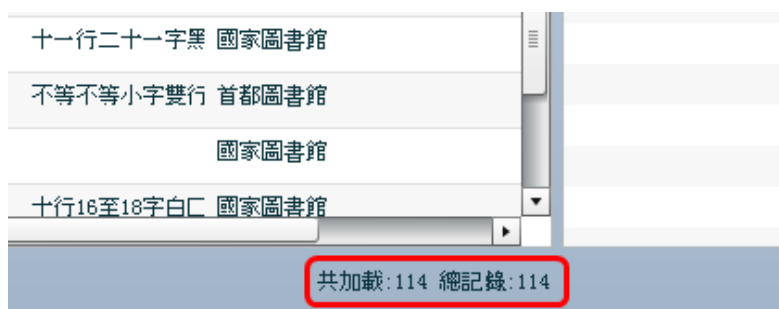 十一行二十一字黑 國家圖書館
不等不等小字雙行 首都圖書館
國家圖書館
十行16至18字白匚 國家圖書館
共加載:114 總記錄:114